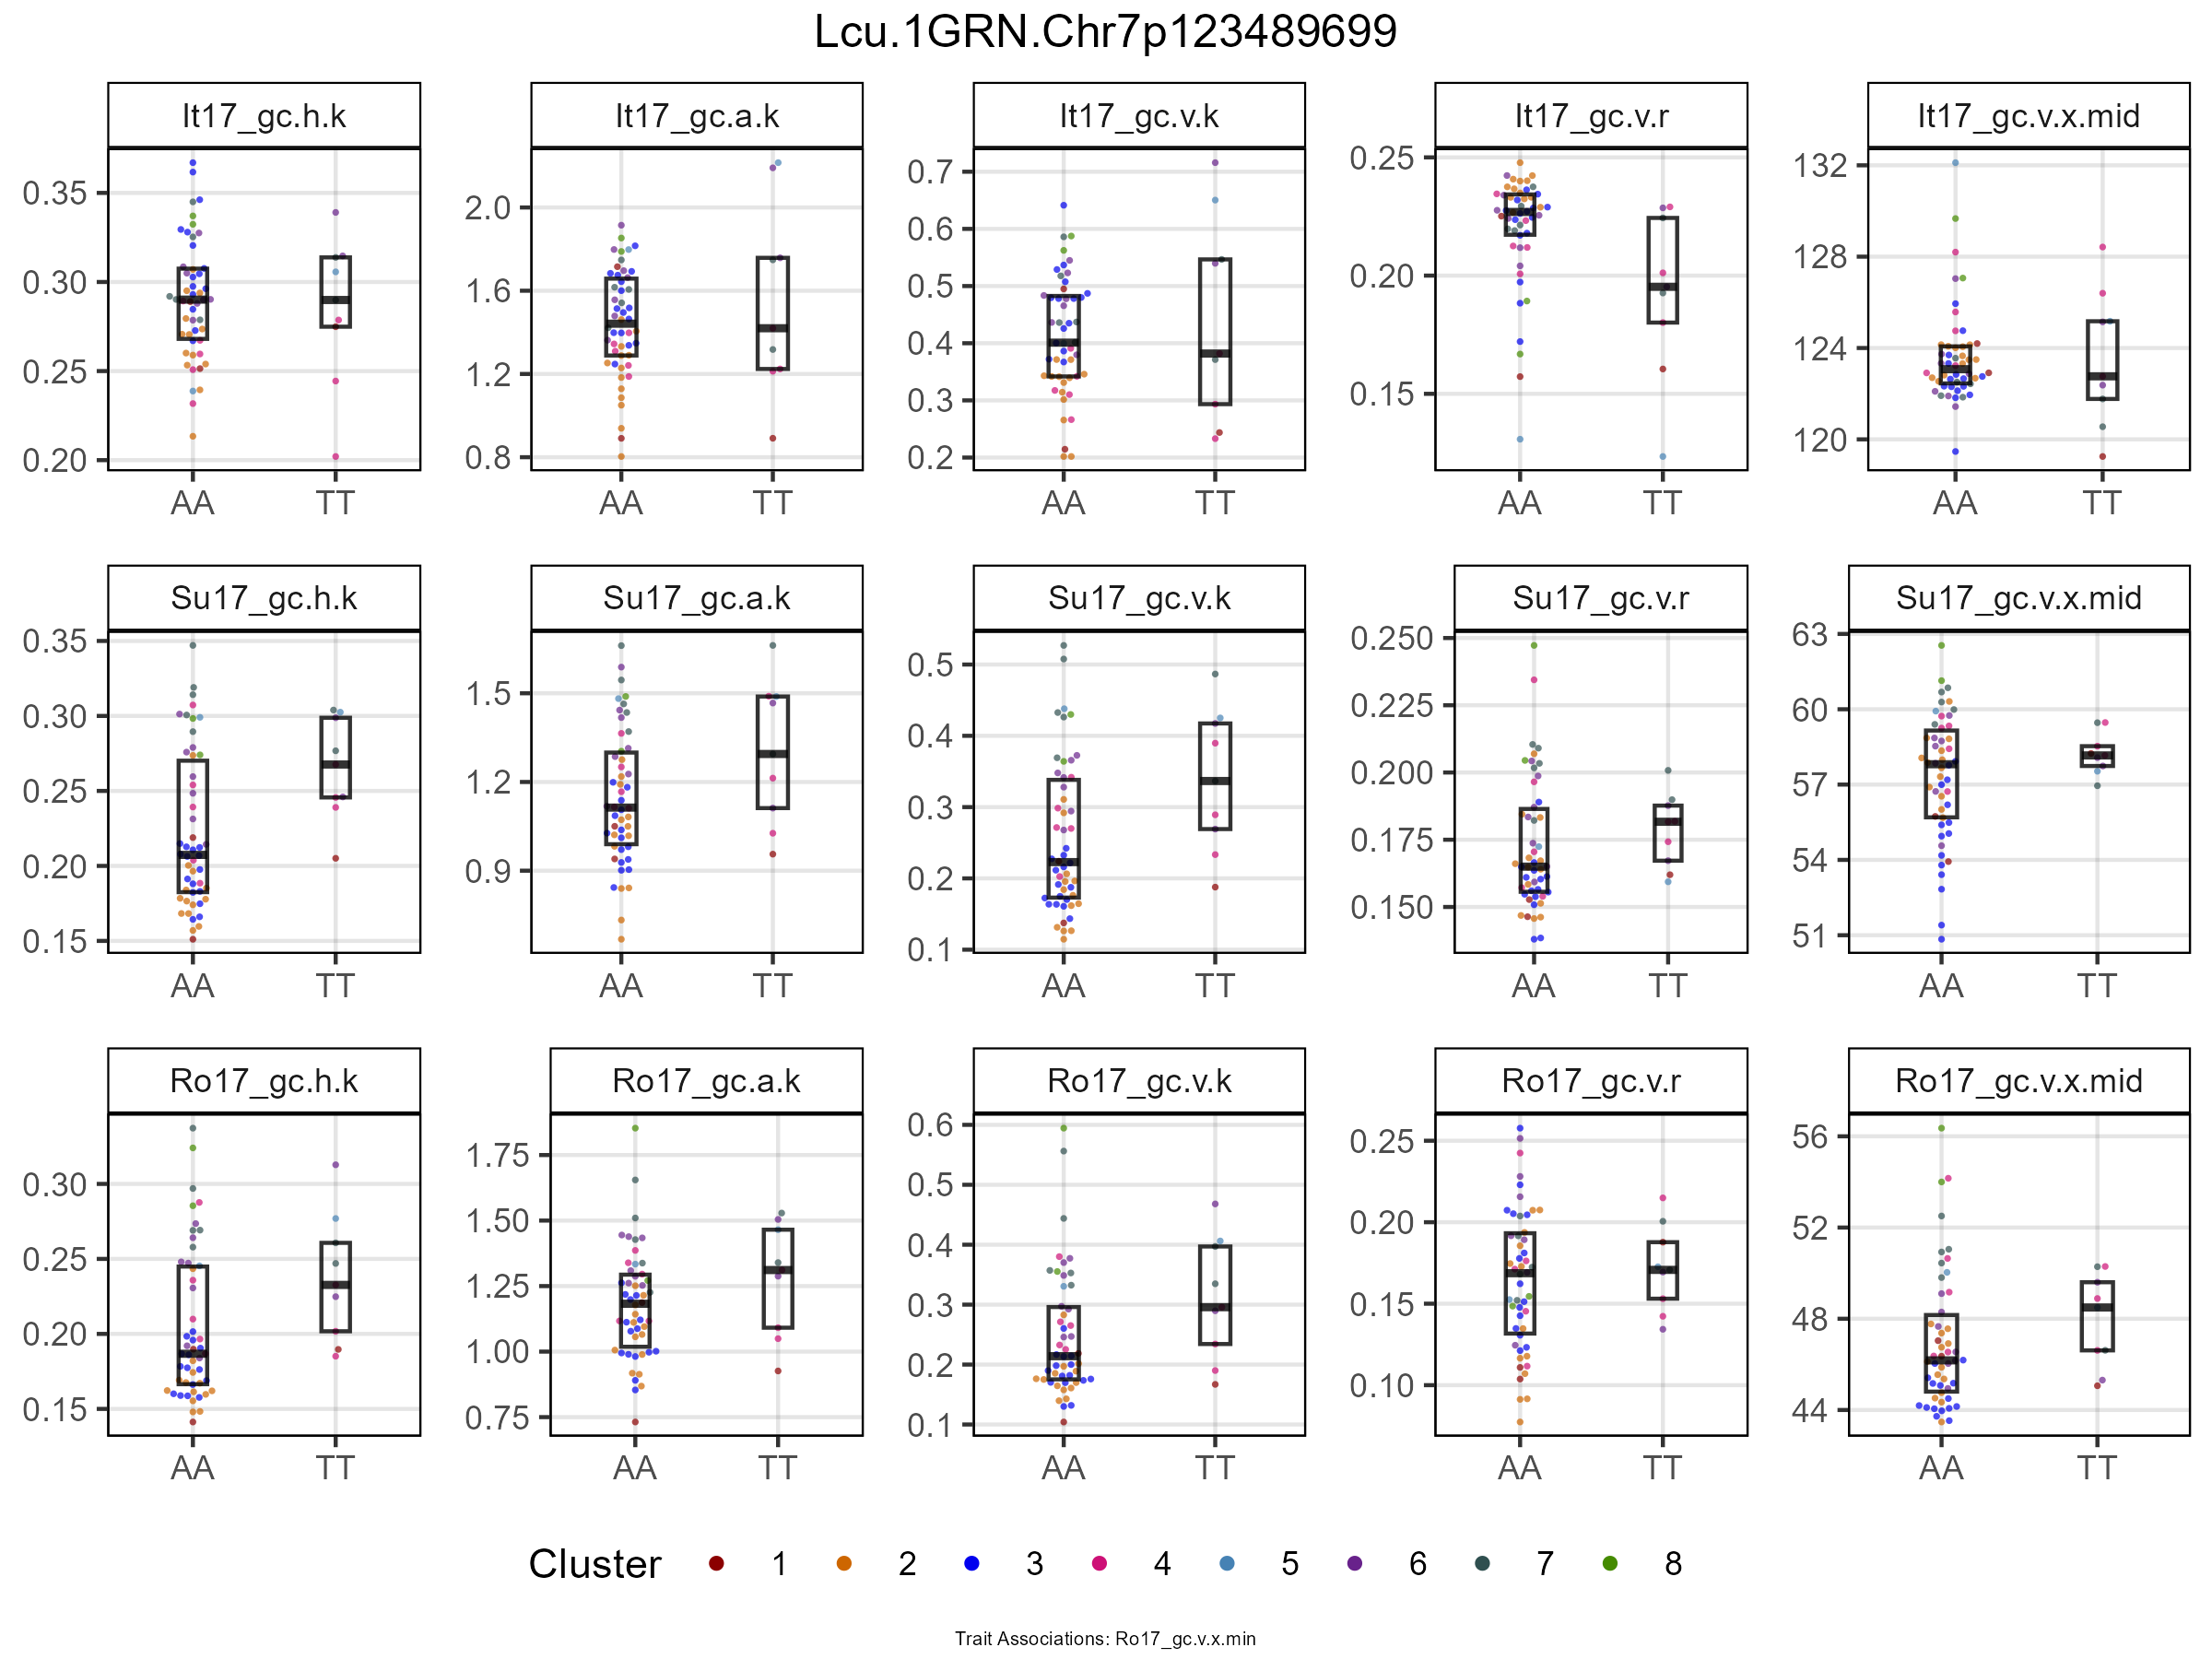 Lcu.1GRN.Chr7p123489699
It17_gc.h.k It17_gc.a.k It17_gc.v.k It17_gc.v.r It17_gc.v.x.mid
0.35 0.30 0.25 0.20 2.0 1.6 1.2 0.8 0.7 0.6 0.5 0.4 0.3 0.2 0.25 0.20 0.15 132 128 124 120
AA TT AA TT AA TT AA TT AA TT
Su17_gc.h.k Su17_gc.a.k Su17_gc.v.k Su17_gc.v.r Su17_gc.v.x.mid
0.35 0.30 0.25 0.20 0.15 1.5 1.2 0.9 0.5 0.4 0.3 0.2 0.1 0.250 0.225 0.200 0.175 0.150 63 60 57 54 51
AA TT AA TT AA TT AA TT AA TT
Ro17_gc.h.k Ro17_gc.a.k Ro17_gc.v.k Ro17_gc.v.r Ro17_gc.v.x.mid
0.30 0.25 0.20 0.15 1.75 1.50 1.25 1.00 0.75 0.6 0.5 0.4 0.3 0.2 0.1 0.25 0.20 0.15 0.10 56 52 48 44
AA TT AA TT AA TT AA TT AA TT
Cluster 1 2 3 4 5 6 7 8
Trait Associations: Ro17_gc.v.x.min